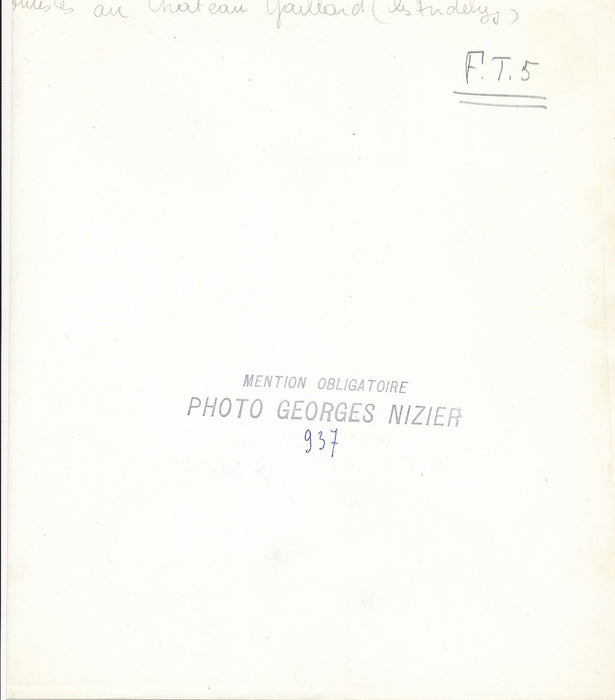 au Chateau Gaillard (les Andelys)
F.T.5
MENTION OBLIGATOIRE
PHOTO GEORGES NIZIER
937